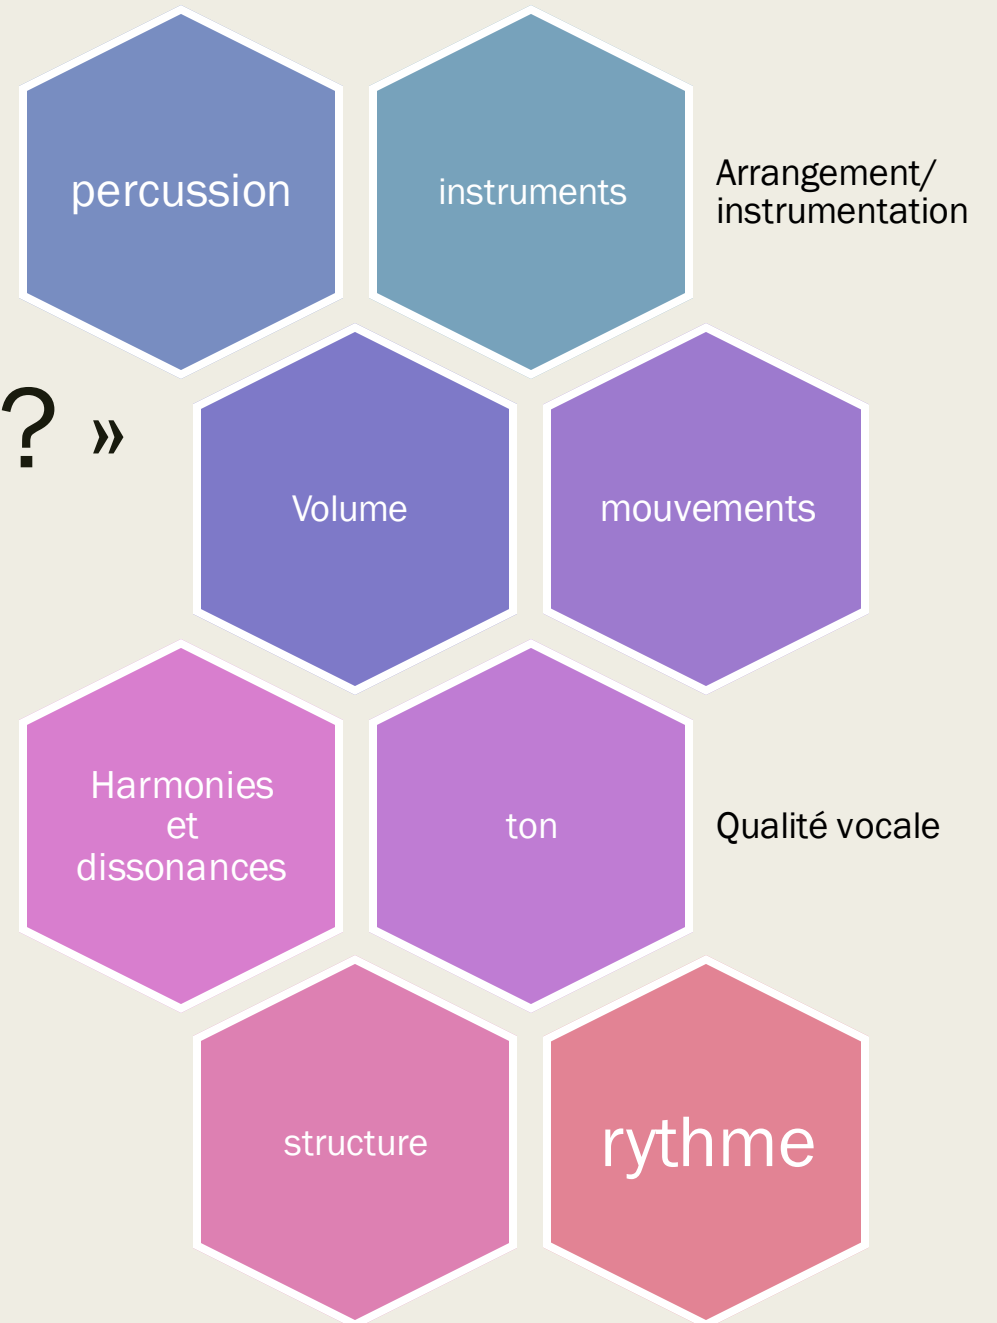 percussion
instruments
Arrangement/
instrumentation
? »
Volume
mouvements
Harmonies
et
dissonances
ton
Qualité vocale
structure
rythme